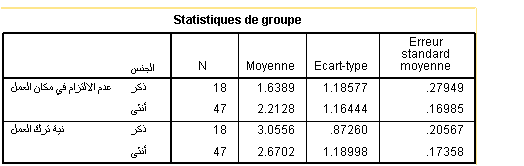 Statistiques de groupe
الجنس N Moyenne Ecart-type Erreur standard moyenne
عدم الالتزام في مكان العمل ذكر 18 1.6389 1.18577 .27949
أنثى 47 2.2128 1.16444 .16985
نية ترك العمل ذكر 18 3.0556 .87260 .20567
أنثى 47 2.6702 1.18998 .17358